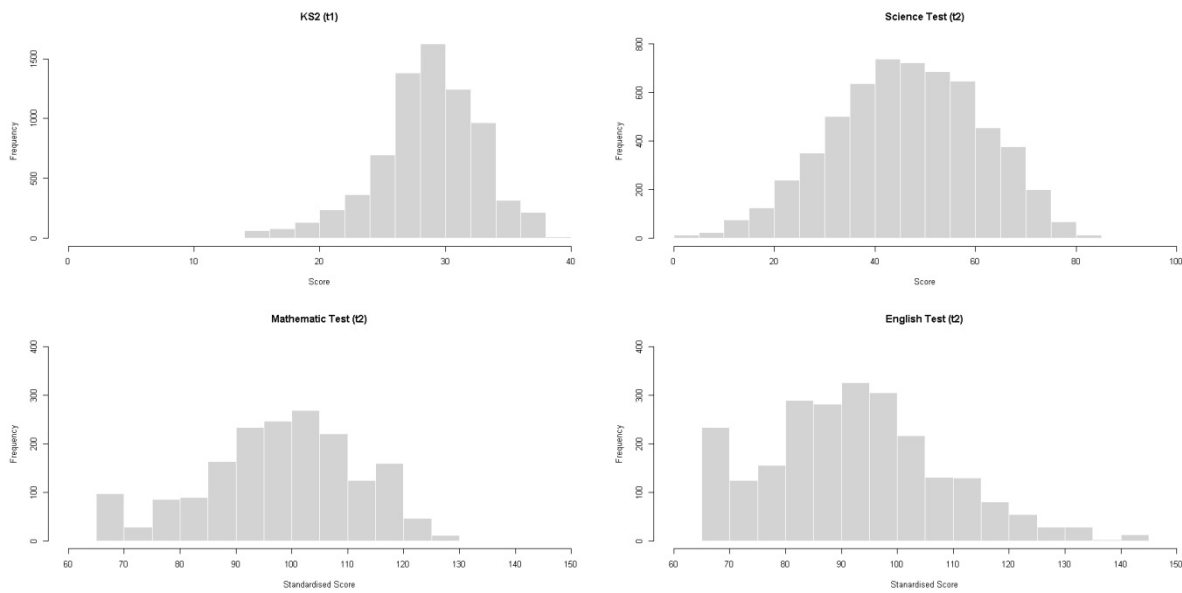 KS2 (t1)
Frequency
1500
1000
500
0
0 10 20 30 40
Score
Science Test (t2)
Frequency
800
600
400
200
0
0 20 40 60 80 100
Score
Mathematic Test (t2)
Frequency
400
300
200
100
0
60 70 80 90 100 110 120 130 140 150
Standardised Score
English Test (t2)
Frequency
400
300
200
100
0
60 70 80 90 100 110 120 130 140 150
Stanardised Score